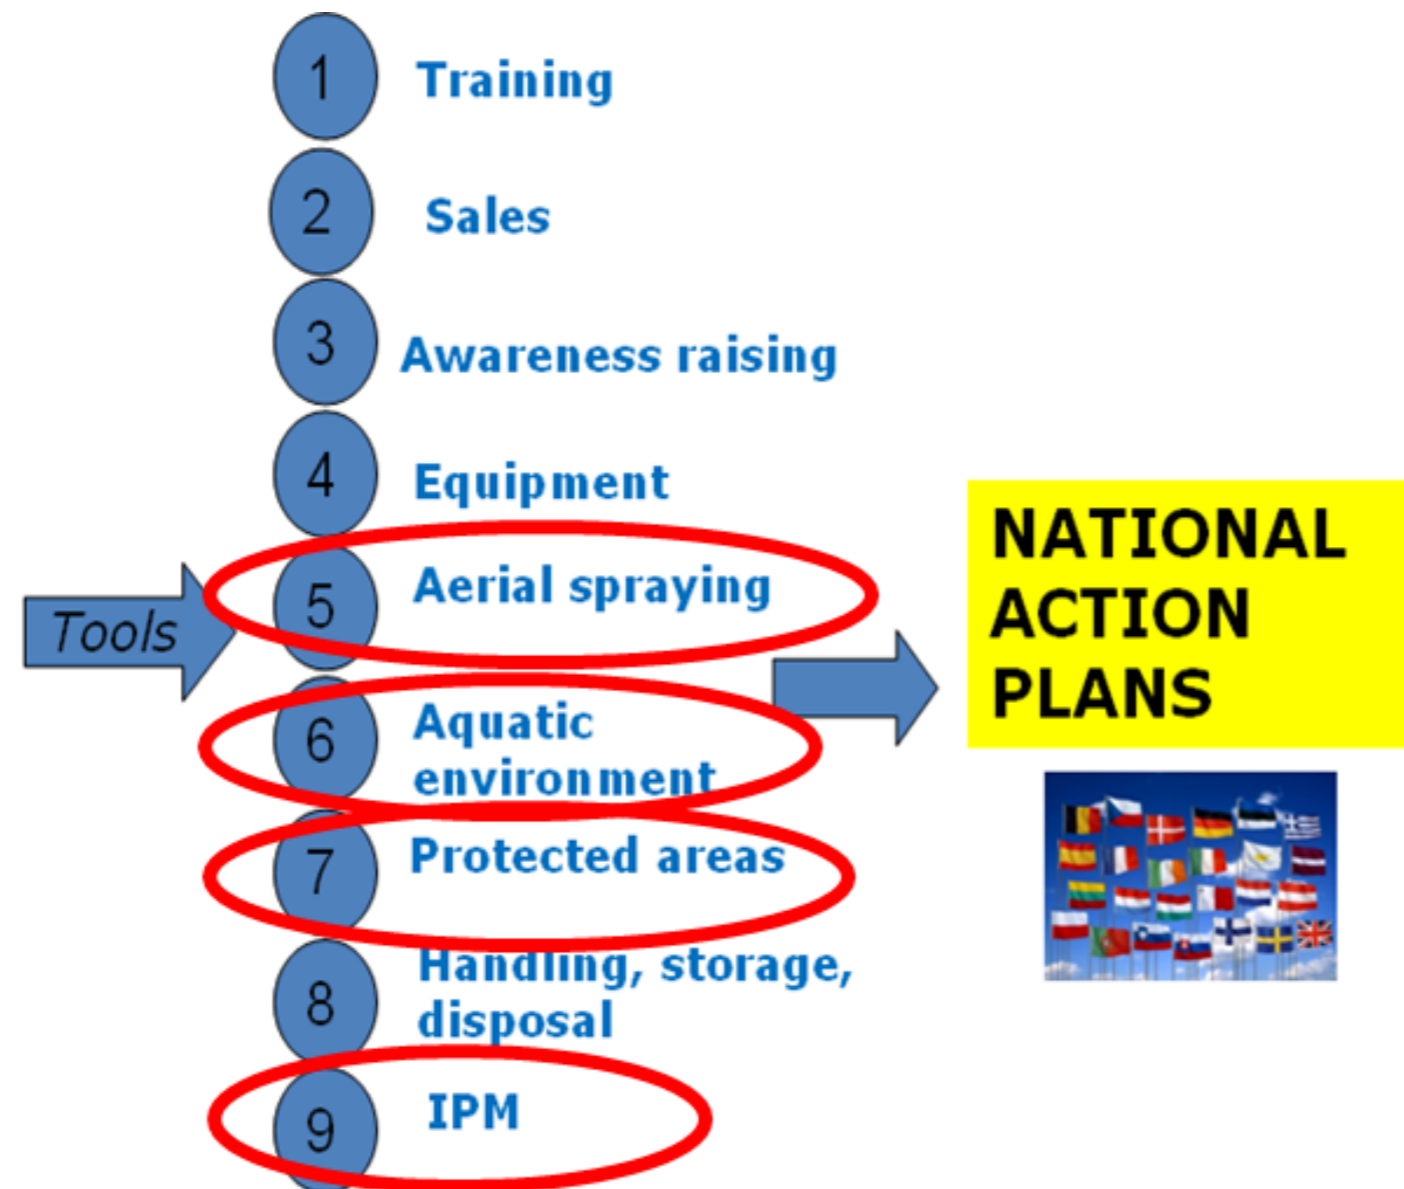 1 Training
2 Sales
3 Awareness raising
4 Equipment
5 Aerial spraying
Tools
6 Aquatic
environment
7 Protected areas
8 Handling, storage,
disposal
9 IPM
NATIONAL
ACTION
PLANS